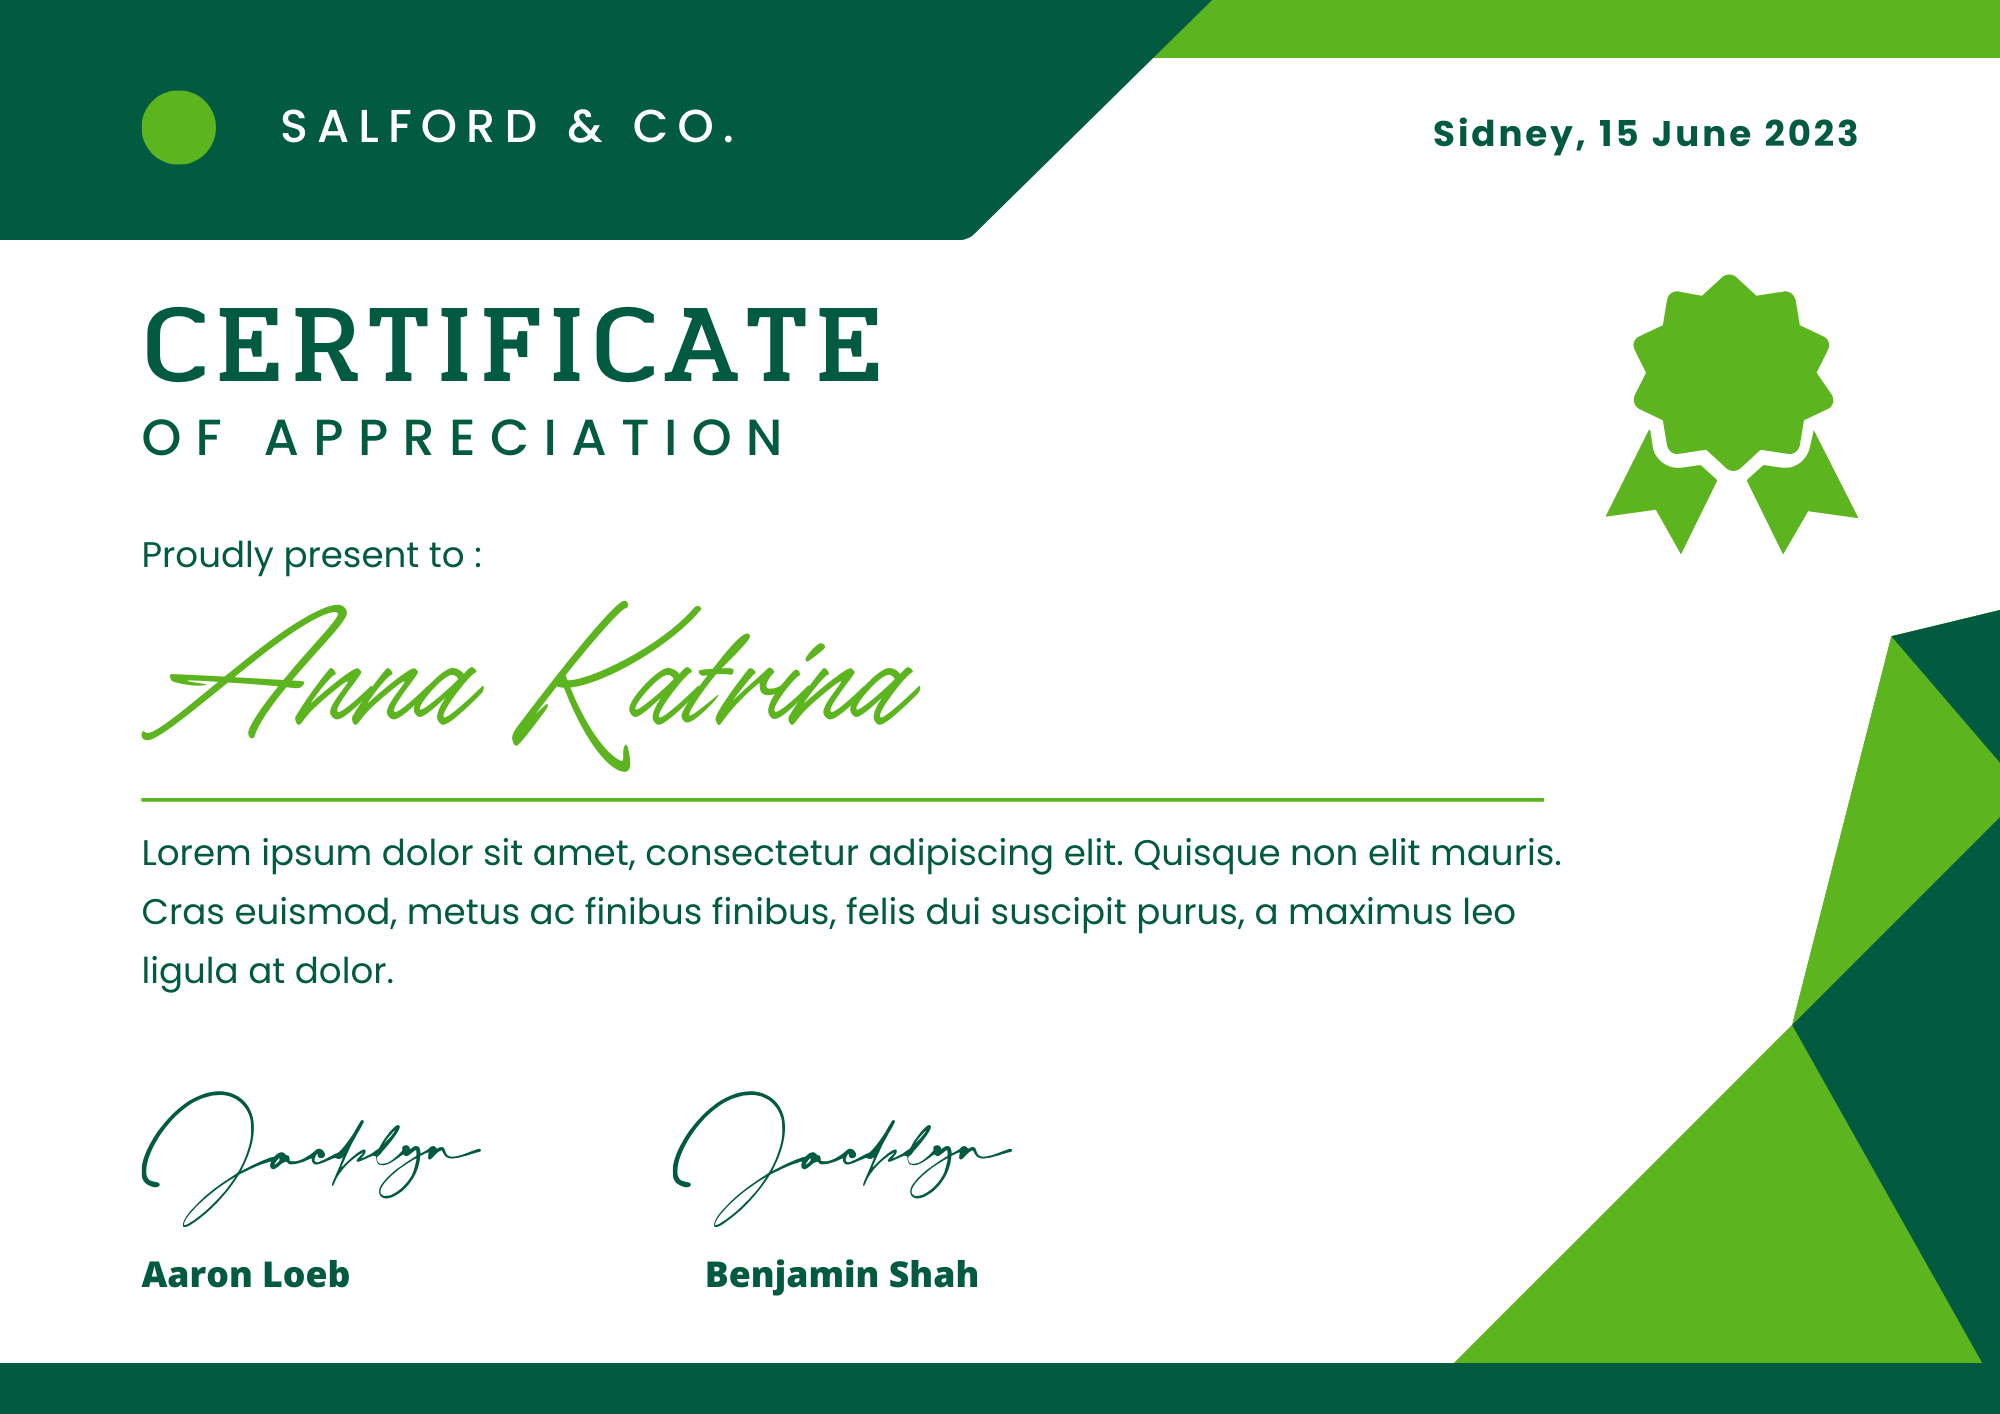 SALFORD & CO.
Sidney, 15 June 2023
CERTIFICATE
OF APPRECIATION
Proudly present to :
Anna Katrina
Lorem ipsum dolor sit amet, consectetur adipiscing elit. Quisque non elit mauris.
Cras euismod, metus ac finibus finibus, felis dui suscipit purus, a maximus leo
ligula at dolor.
Jacklyn Jacklyn
Aaron Loeb Benjamin Shah